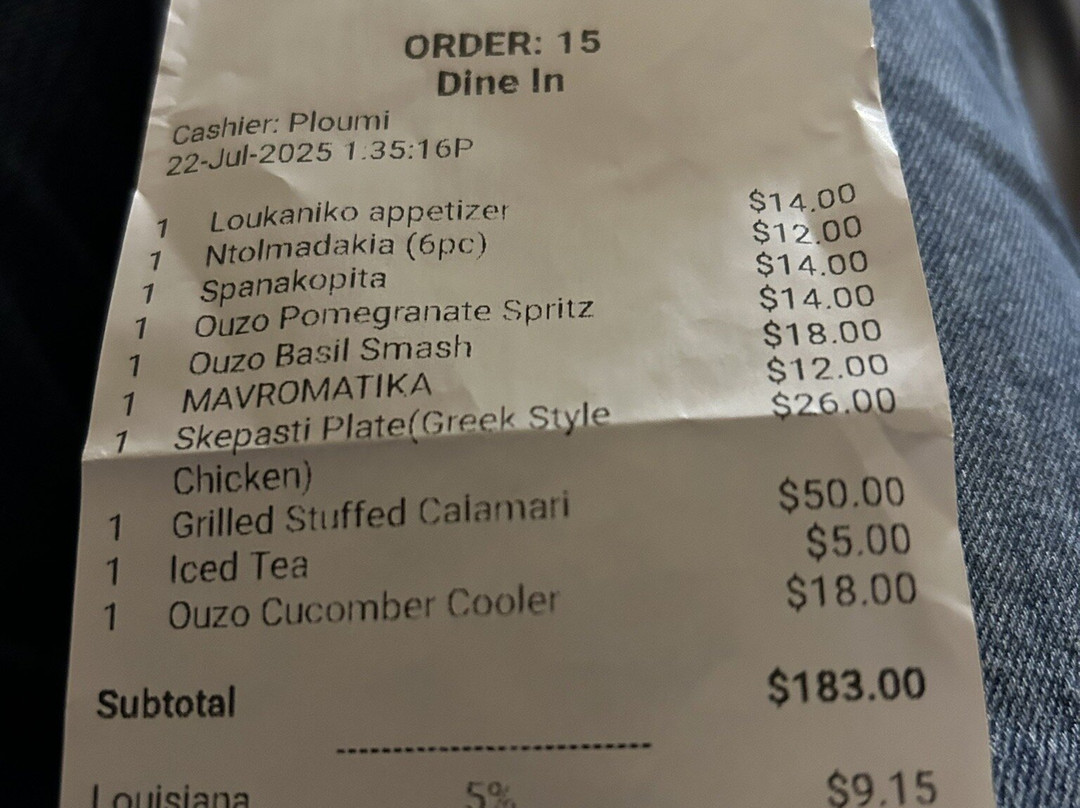 ORDER: 15
Dine In
Cashier: Ploumi
22-Jul-2025 1:35:16P
1 Loukaniko appetizer $14.00
1 Ntolmadakia (6pc) $12.00
1 Spanakopita $14.00
1 Ouzo Pomegranate Spritz $14.00
1 Ouzo Basil Smash $18.00
1 MAVROMATIKA $12.00
1 Skepasti Plate(Greek Style $26.00
Chicken)
1 Grilled Stuffed Calamari $50.00
1 Iced Tea $5.00
1 Ouzo Cucomber Cooler $18.00
Subtotal $183.00
--------------------------------
Louisiana 5% $9.15